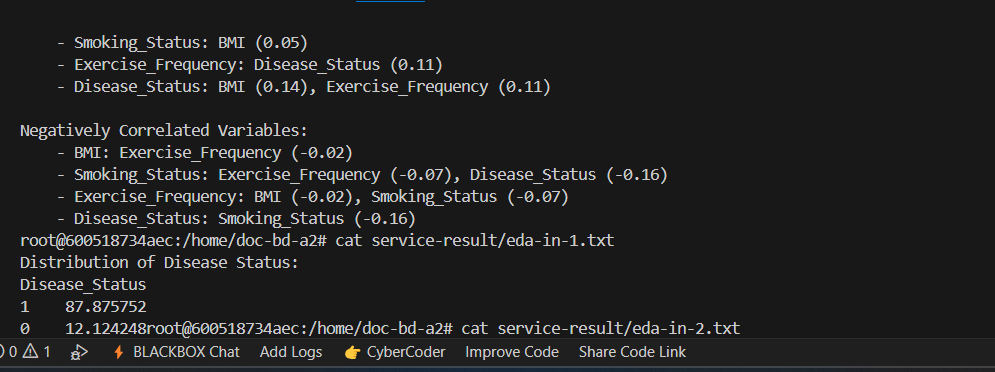 - Smoking_Status: BMI (0.05)
- Exercise_Frequency: Disease_Status (0.11)
- Disease_Status: BMI (0.14), Exercise_Frequency (0.11)
Negatively Correlated Variables:
- BMI: Exercise_Frequency (-0.02)
- Smoking_Status: Exercise_Frequency (-0.07), Disease_Status (-0.16)
- Exercise_Frequency: BMI (-0.02), Smoking_Status (-0.07)
- Disease_Status: Smoking_Status (-0.16)
root@600518734aec:/home/doc-bd-a2# cat service-result/eda-in-1.txt
Distribution of Disease Status:
Disease_Status
1    87.875752
0    12.124248root@600518734aec:/home/doc-bd-a2# cat service-result/eda-in-2.txt
0 1 BLACKBOX Chat Add Logs CyberCoder Improve Code Share Code Link